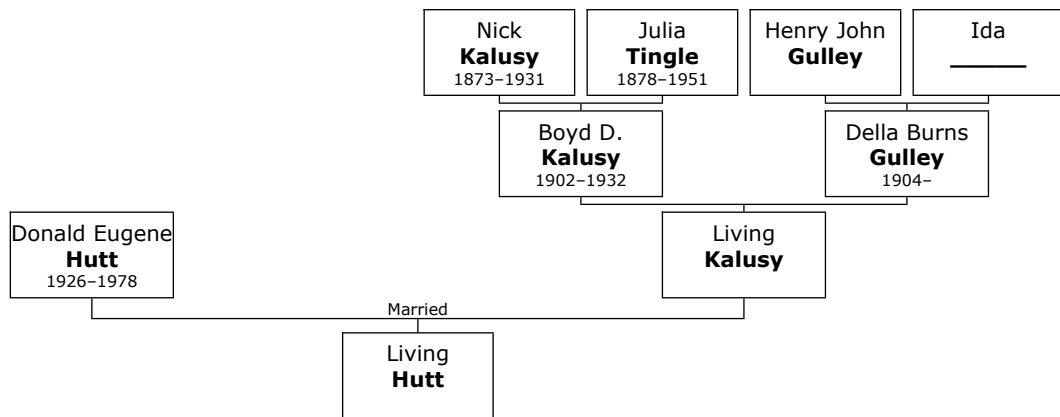 Nick
Kalusy
1873–1931
Julia
Tingle
1878–1951
Henry John
Gulley
Ida
______
Boyd D.
Kalusy
1902–1932
Della Burns
Gulley
1904–
Donald Eugene
Hutt
1926–1978
Living
Kalusy
Married
Living
Hutt